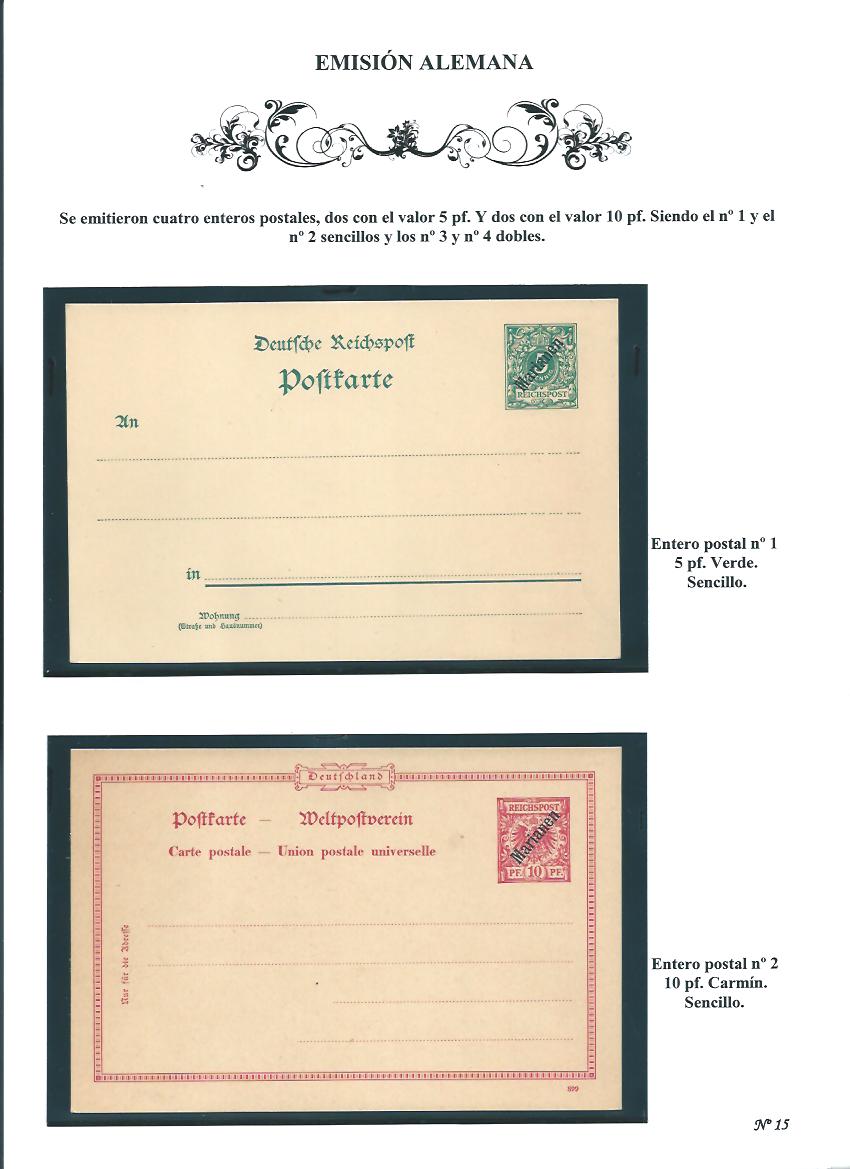 EMISIÓN ALEMANA
Se emitieron cuatro enteros postales, dos con el valor 5 pf. Y dos con el valor 10 pf. Siendo el nº 1 y el
nº 2 sencillos y los nº 3 y nº 4 dobles.
Deutsche Reichspost
Postkarte
Marianen
REICHSPOST
An
in
Wohnung
(Straße und Hausnummer)
Entero postal nº 1
5 pf. Verde.
Sencillo.
Deutschland
Postkarte — Weltpostverein
Carte postale — Union postale universelle
REICHSPOST
Marianen
PF. 10 PF.
Nur für die Adresse
899
Entero postal nº 2
10 pf. Carmín.
Sencillo.
Nº 15